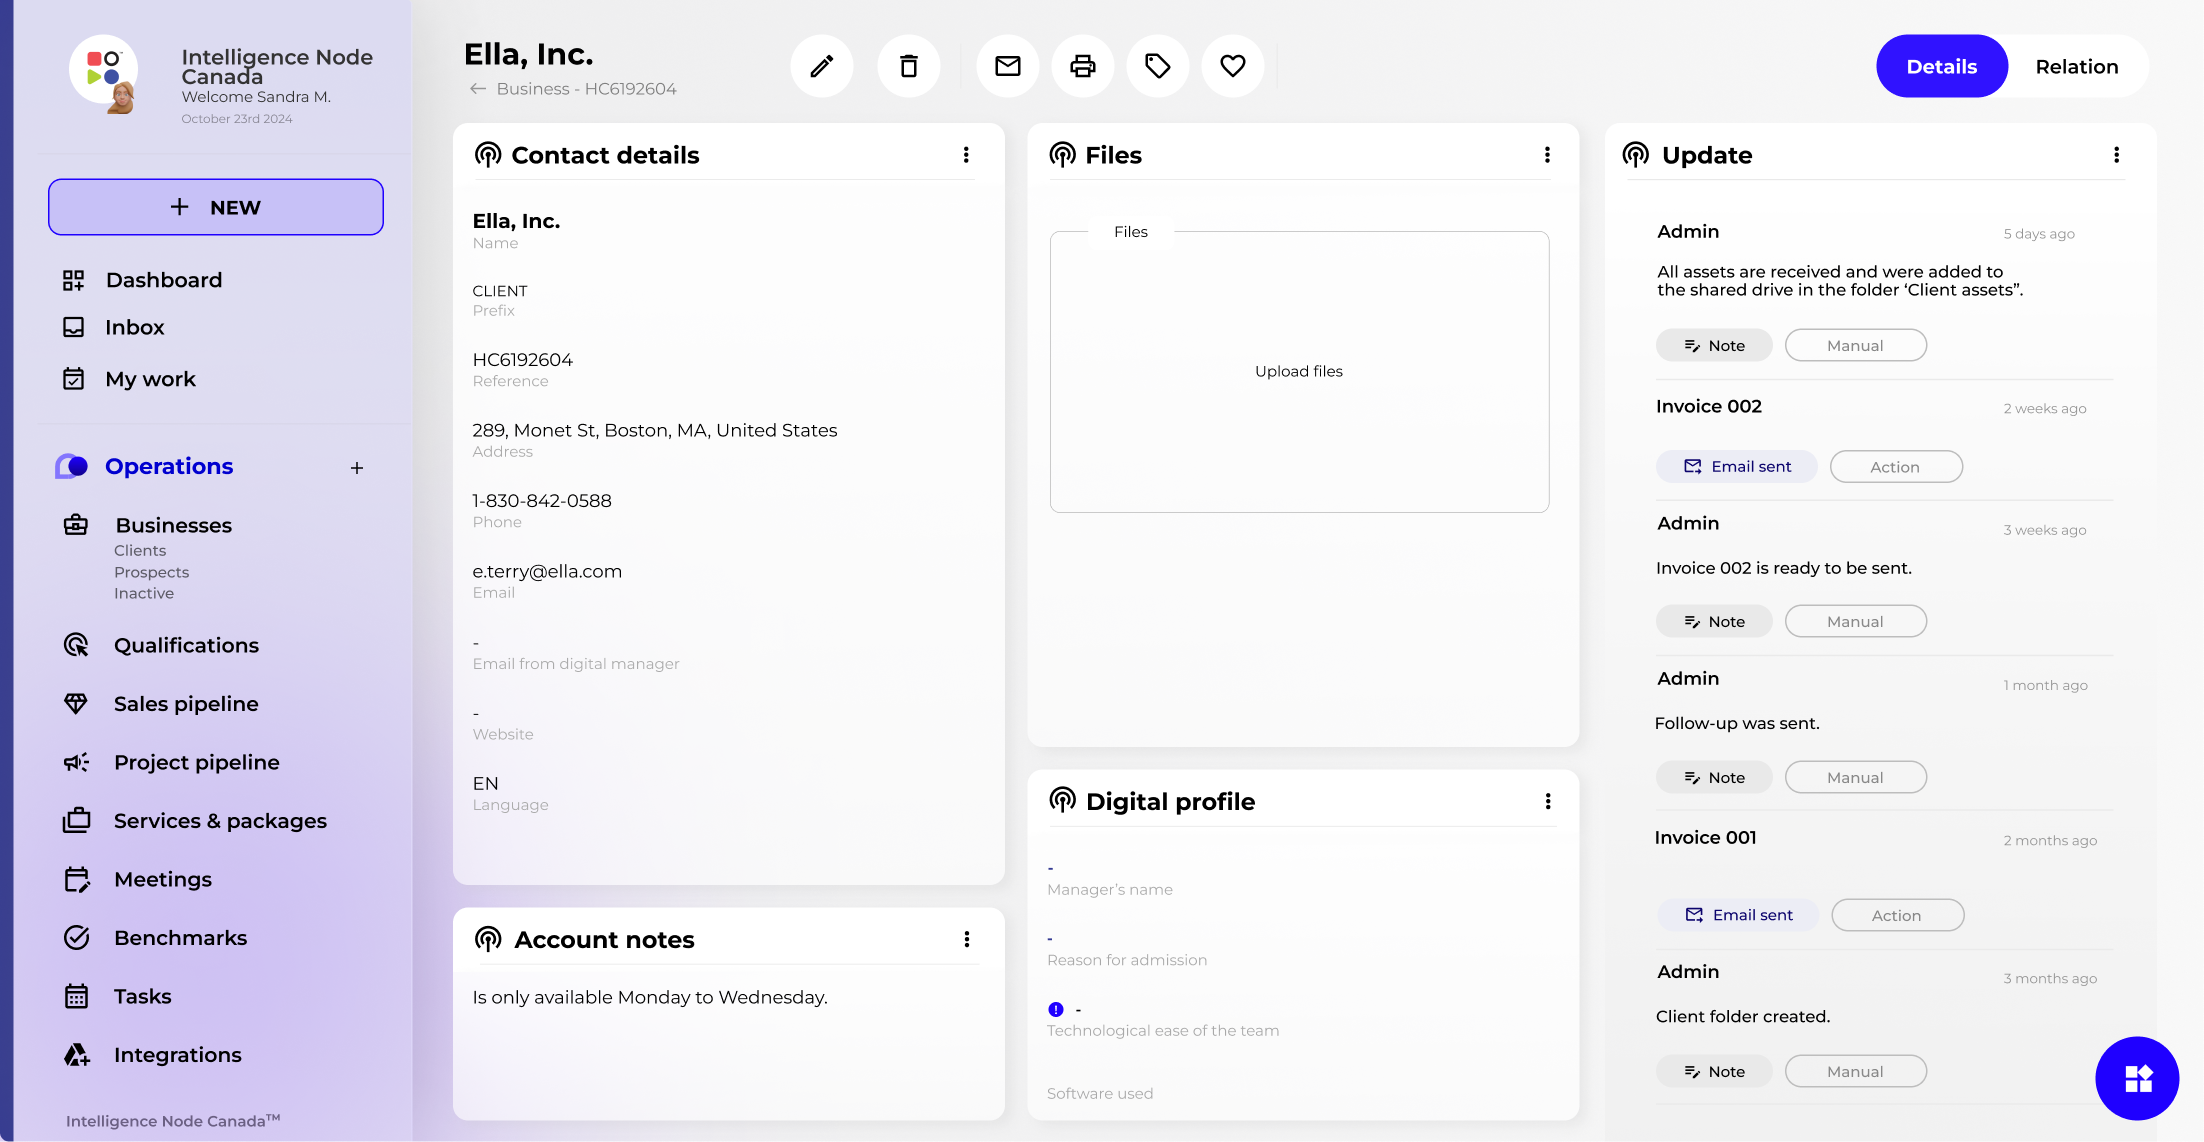 Intelligence Node
Canada
Welcome Sandra M.
October 23rd 2024
NEW
Dashboard
Inbox
My work
Operations
Businesses
Clients
Prospects
Inactive
Qualifications
Sales pipeline
Project pipeline
Services & packages
Meetings
Benchmarks
Tasks
Integrations
Intelligence Node Canada™
Ella, Inc.
Business - HC6192604
Details
Relation
Contact details
Ella, Inc.
Name
CLIENT
Prefix
HC6192604
Reference
289, Monet St, Boston, MA, United States
Address
1-830-842-0588
Phone
e.terry@ella.com
Email
-
Email from digital manager
-
Website
EN
Language
Account notes
Is only available Monday to Wednesday.
Files
Files
Upload files
Digital profile
-
Manager’s name
-
Reason for admission
-
Technological ease of the team
Software used
Update
Admin
5 days ago
All assets are received and were added to
the shared drive in the folder ‘Client assets”.
Note
Manual
Invoice 002
2 weeks ago
Email sent
Action
Admin
3 weeks ago
Invoice 002 is ready to be sent.
Note
Manual
Admin
1 month ago
Follow-up was sent.
Note
Manual
Invoice 001
2 months ago
Email sent
Action
Admin
3 months ago
Client folder created.
Note
Manual